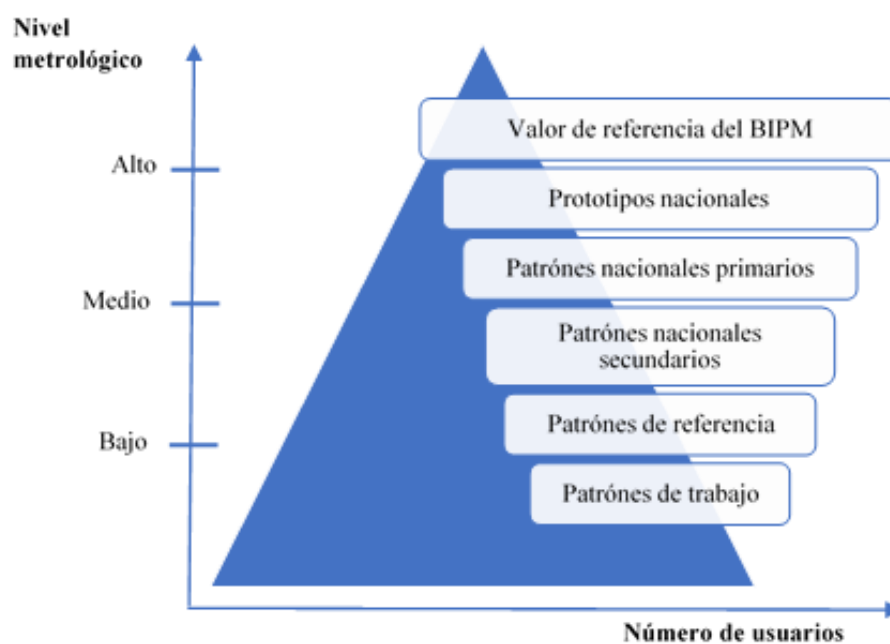 Nivel
metrológico
Valor de referencia del BIPM
Alto
Prototipos nacionales
Patrónes nacionales primarios
Medio
Patrónes nacionales
secundarios
Patrónes de referencia
Bajo
Patrónes de trabajo
Número de usuarios